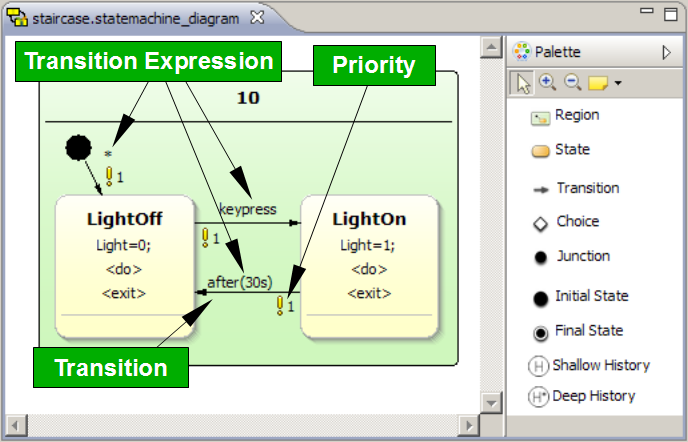 staircase.statemachine_diagram
Transition Expression
Priority
10
*
1
LightOff
Light=0;
<do>
<exit>
keypress
1
after(30s)
1
LightOn
Light=1;
<do>
<exit>
Transition
Palette
Region
State
Transition
Choice
Junction
Initial State
Final State
H Shallow History
H* Deep History